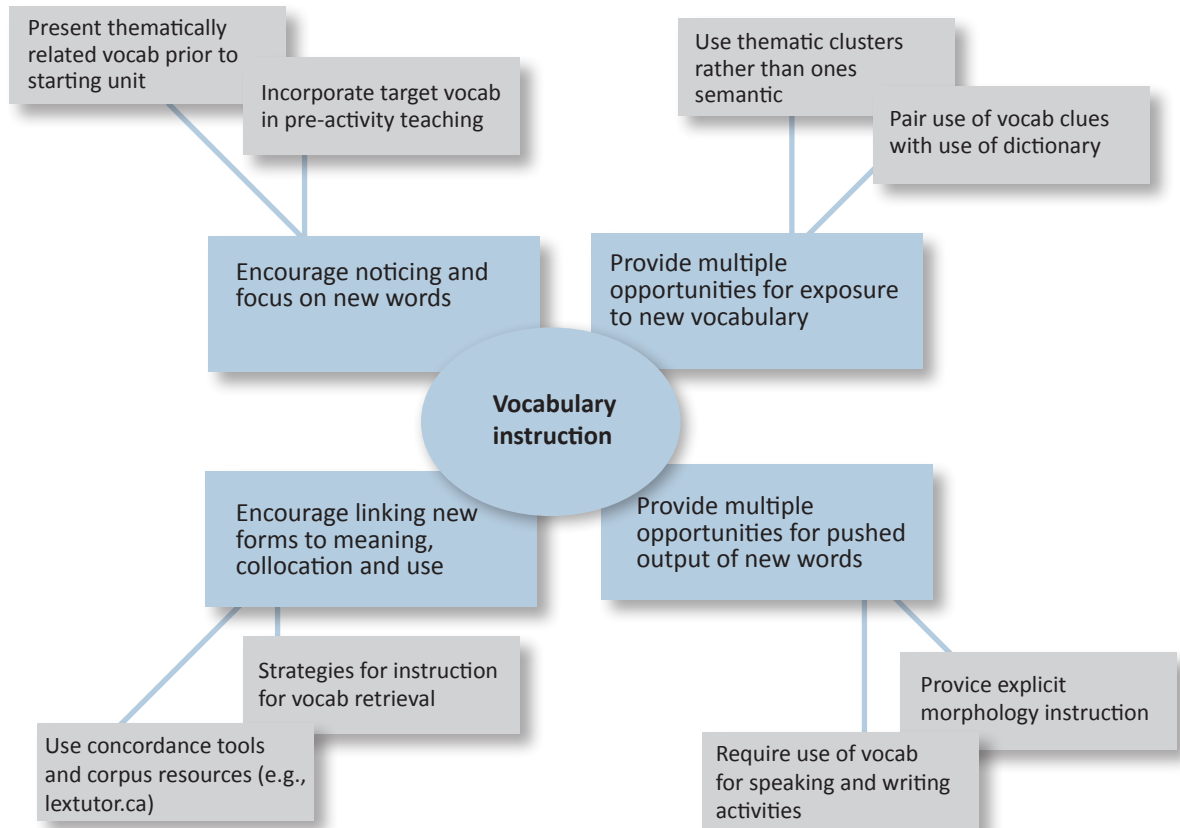 Present thematically
related vocab prior to
starting unit
Incorporate target vocab
in pre-activity teaching
Use thematic clusters
rather than ones
semantic
Pair use of vocab clues
with use of dictionary
Encourage noticing and
focus on new words
Provide multiple
opportunities for exposure
to new vocabulary
Vocabulary
instruction
Encourage linking new
forms to meaning,
collocation and use
Provide multiple
opportunities for pushed
output of new words
Strategies for instruction
for vocab retrieval
Use concordance tools
and corpus resources (e.g.,
lextutor.ca)
Provice explicit
morphology instruction
Require use of vocab
for speaking and writing
activities